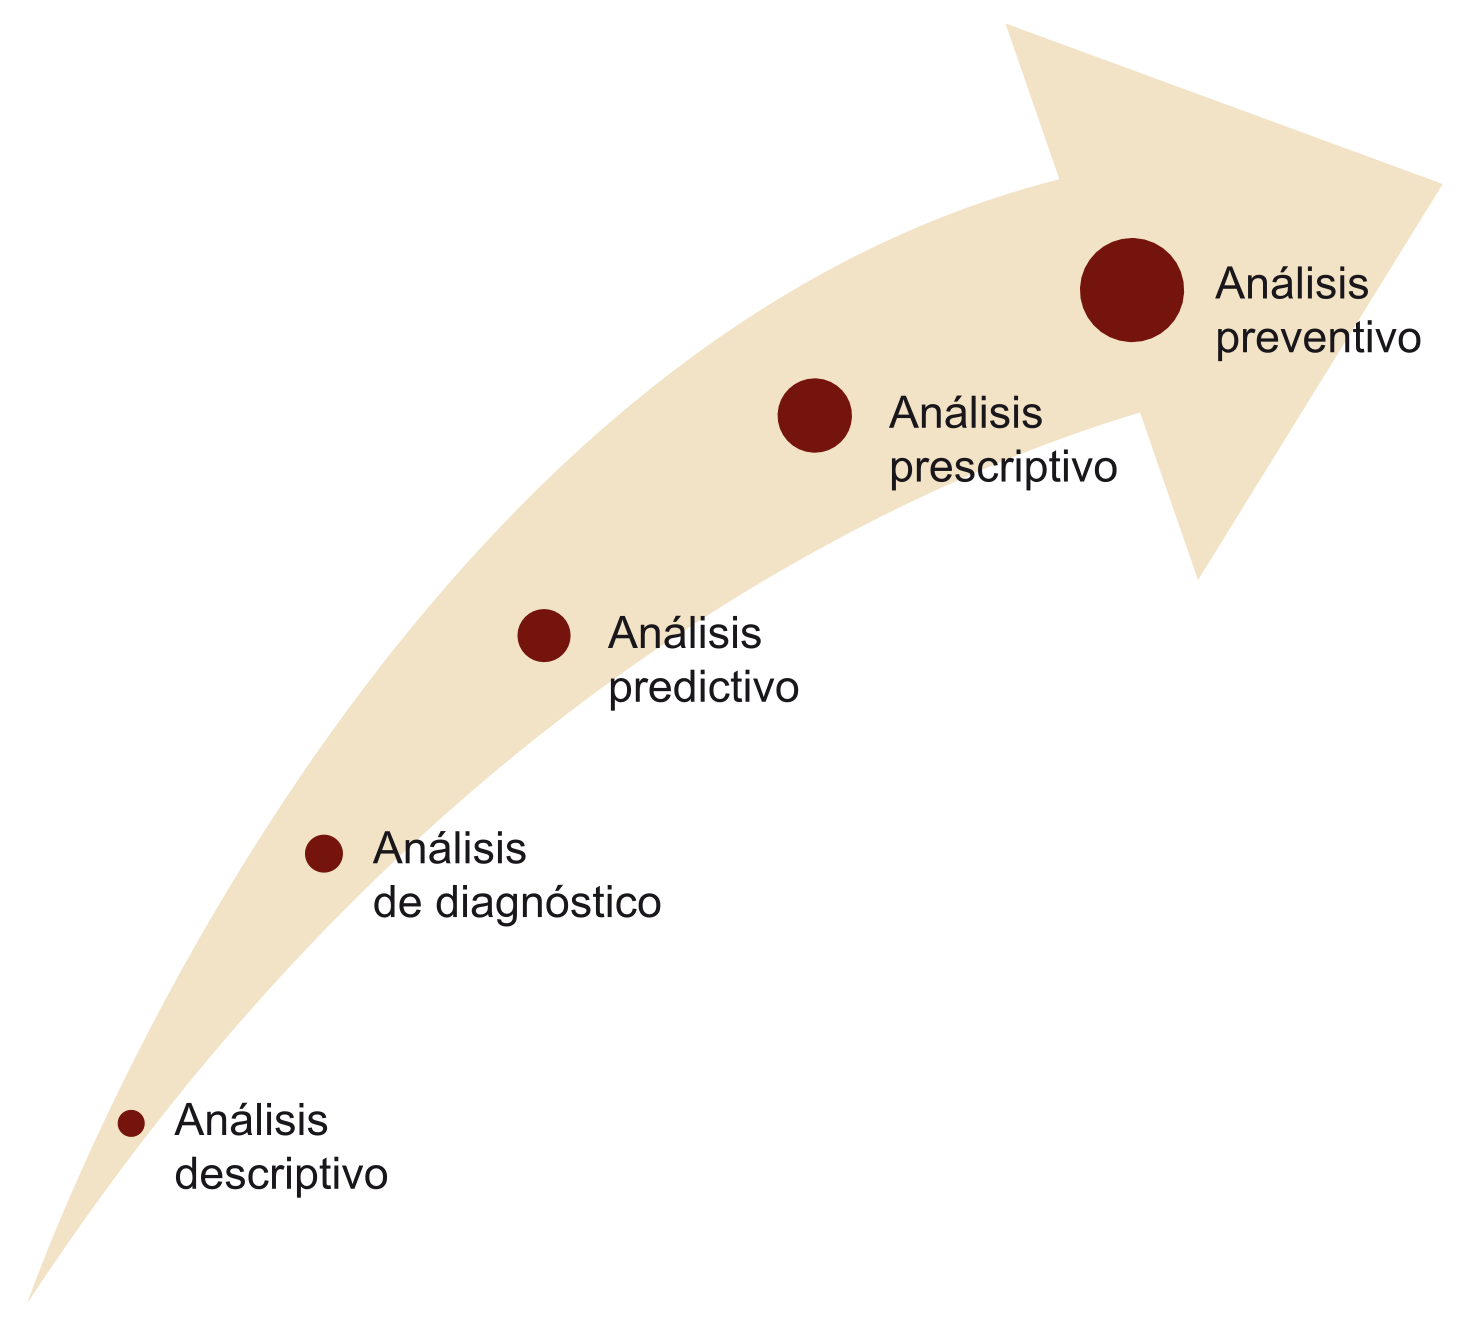 Análisis
preventivo
Análisis
prescriptivo
Análisis
predictivo
Análisis
de diagnóstico
Análisis
descriptivo